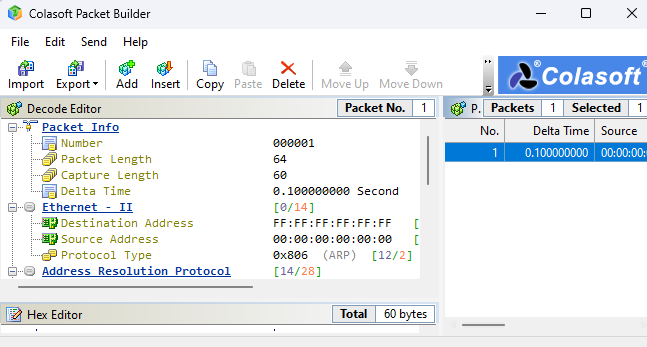 Colasoft Packet Builder
File Edit Send Help
Import Export Add Insert Copy Paste Delete Move Up Move Down
® Colasoft ®
Decode Editor Packet No. 1
Packet Info
Number 000001
Packet Length 64
Capture Length 60
Delta Time 0.100000000 Second
Ethernet - II [0/14]
Destination Address FF:FF:FF:FF:FF:FF [
Source Address 00:00:00:00:00:00 [
Protocol Type 0x806 (ARP) [12/2]
Address Resolution Protocol [14/28]
Hex Editor Total 60 bytes
P. Packets 1 Selected 1
No. Delta Time Source
1 0.100000000 00:00:00: